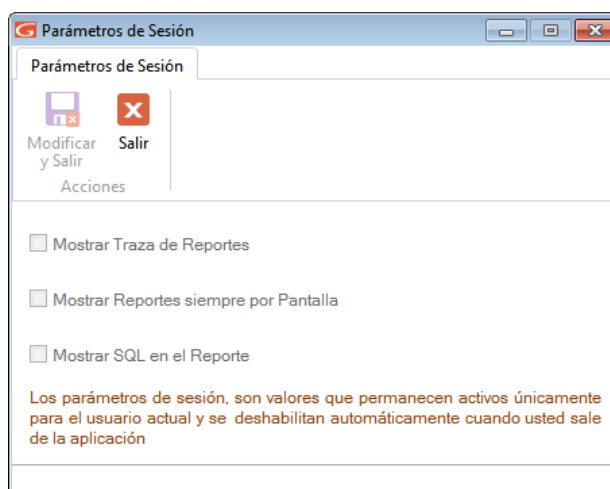 Parámetros de Sesión
Parámetros de Sesión
Modificar y Salir
Salir
Acciones
Mostrar Traza de Reportes
Mostrar Reportes siempre por Pantalla
Mostrar SQL en el Reporte
Los parámetros de sesión, son valores que permanecen activos únicamente
para el usuario actual y se deshabilitan automáticamente cuando usted sale
de la aplicación